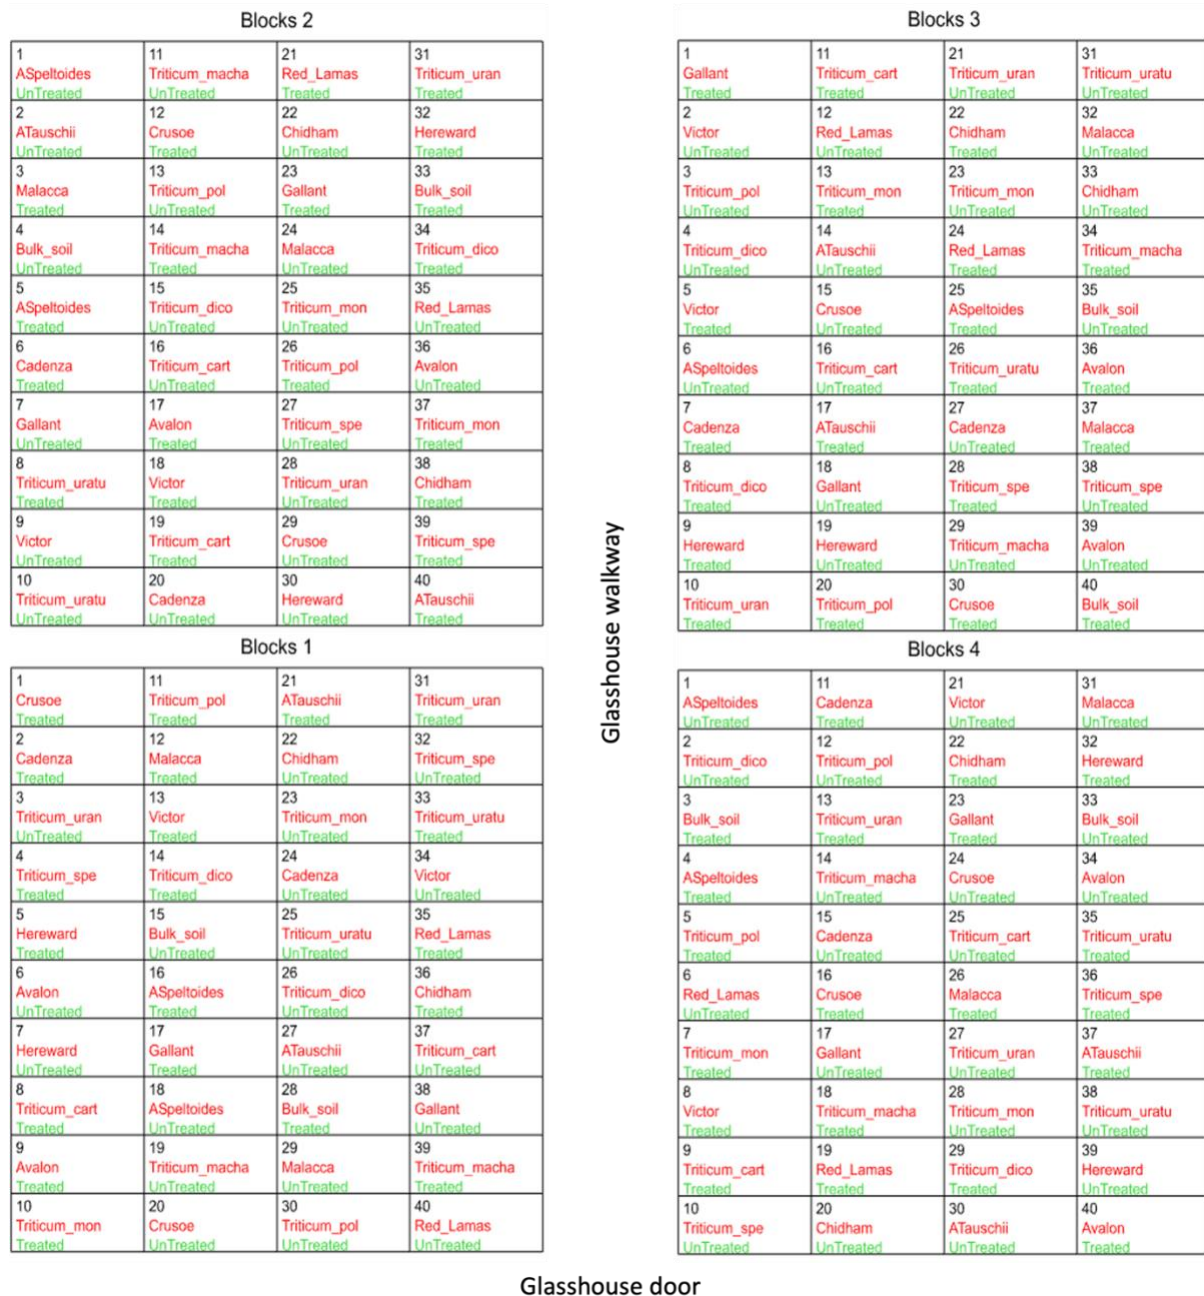 Blocks 2
1 11 21 31
ASpeltoides Triticum_macha Red_Lamas Triticum_uran
UnTreated UnTreated Treated Treated
2 12 22 32
ATauschii Crusoe Chidham Hereward
UnTreated Treated UnTreated Treated
3 13 23 33
Malacca Triticum_pol Gallant Bulk_soil
Treated UnTreated Treated Treated
4 14 24 34
Bulk_soil Triticum_macha Malacca Triticum_dico
UnTreated Treated UnTreated Treated
5 15 25 35
ASpeltoides Triticum_dico Triticum_mon Red_Lamas
Treated UnTreated UnTreated UnTreated
6 16 26 36
Cadenza Triticum_cart Triticum_pol Avalon
Treated UnTreated Treated UnTreated
7 17 27 37
Gallant Avalon Triticum_spe Triticum_mon
UnTreated Treated UnTreated Treated
8 18 28 38
Triticum_uratu Victor Triticum_uran Chidham
Treated Treated UnTreated Treated
9 19 29 39
Victor Triticum_cart Crusoe Triticum_spe
UnTreated Treated UnTreated Treated
10 20 30 40
Triticum_uratu Cadenza Hereward ATauschii
UnTreated UnTreated UnTreated Treated
Blocks 3
1 11 21 31
Gallant Triticum_cart Triticum_uran Triticum_uratu
Treated Treated UnTreated UnTreated
2 12 22 32
Victor Red_Lamas Chidham Malacca
UnTreated UnTreated Treated UnTreated
3 13 23 33
Triticum_pol Triticum_mon Triticum_mon Chidham
UnTreated Treated UnTreated UnTreated
4 14 24 34
Triticum_dico ATauschii Red_Lamas Triticum_macha
UnTreated UnTreated Treated Treated
5 15 25 35
Victor Crusoe ASpeltoides Bulk_soil
Treated UnTreated Treated UnTreated
6 16 26 36
ASpeltoides Triticum_cart Triticum_uratu Avalon
UnTreated UnTreated Treated Treated
7 17 27 37
Cadenza ATauschii Cadenza Malacca
Treated Treated UnTreated Treated
8 18 28 38
Triticum_dico Gallant Triticum_spe Triticum_spe
Treated UnTreated Treated UnTreated
9 19 29 39
Hereward Hereward Triticum_macha Avalon
Treated UnTreated UnTreated UnTreated
10 20 30 40
Triticum_uran Triticum_pol Crusoe Bulk_soil
Treated Treated Treated Treated
Glasshouse walkway
Blocks 1
1 11 21 31
Crusoe Triticum_pol ATauschii Triticum_uran
Treated Treated Treated Treated
2 12 22 32
Cadenza Malacca Chidham Triticum_spe
Treated Treated UnTreated UnTreated
3 13 23 33
Triticum_uran Victor Triticum_mon Triticum_uratu
UnTreated Treated UnTreated Treated
4 14 24 34
Triticum_spe Triticum_dico Cadenza Victor
Treated Treated UnTreated UnTreated
5 15 25 35
Hereward Bulk_soil Triticum_uratu Red_Lamas
Treated UnTreated UnTreated Treated
6 16 26 36
Avalon ASpeltoides Triticum_dico Chidham
UnTreated Treated UnTreated Treated
7 17 27 37
Hereward Gallant ATauschii Triticum_cart
UnTreated Treated UnTreated UnTreated
8 18 28 38
Triticum_cart ASpeltoides Bulk_soil Gallant
Treated UnTreated Treated UnTreated
9 19 29 39
Avalon Triticum_macha Malacca Triticum_macha
Treated UnTreated UnTreated Treated
10 20 30 40
Triticum_mon Crusoe Triticum_pol Red_Lamas
Treated UnTreated UnTreated UnTreated
Blocks 4
1 11 21 31
ASpeltoides Cadenza Victor Malacca
UnTreated Treated UnTreated UnTreated
2 12 22 32
Triticum_dico Triticum_pol Chidham Hereward
UnTreated UnTreated Treated Treated
3 13 23 33
Bulk_soil Triticum_uran Gallant Bulk_soil
Treated Treated Treated UnTreated
4 14 24 34
ASpeltoides Triticum_macha Crusoe Avalon
Treated UnTreated UnTreated UnTreated
5 15 25 35
Triticum_pol Cadenza Triticum_cart Triticum_uratu
Treated UnTreated UnTreated Treated
6 16 26 36
Red_Lamas Crusoe Malacca Triticum_spe
UnTreated Treated Treated Treated
7 17 27 37
Triticum_mon Gallant Triticum_uran ATauschii
Treated UnTreated UnTreated Treated
8 18 28 38
Victor Triticum_macha Triticum_mon Triticum_uratu
Treated Treated UnTreated UnTreated
9 19 29 39
Triticum_cart Red_Lamas Triticum_dico Hereward
Treated Treated Treated UnTreated
10 20 30 40
Triticum_spe Chidham ATauschii Avalon
UnTreated UnTreated UnTreated Treated
Glasshouse door